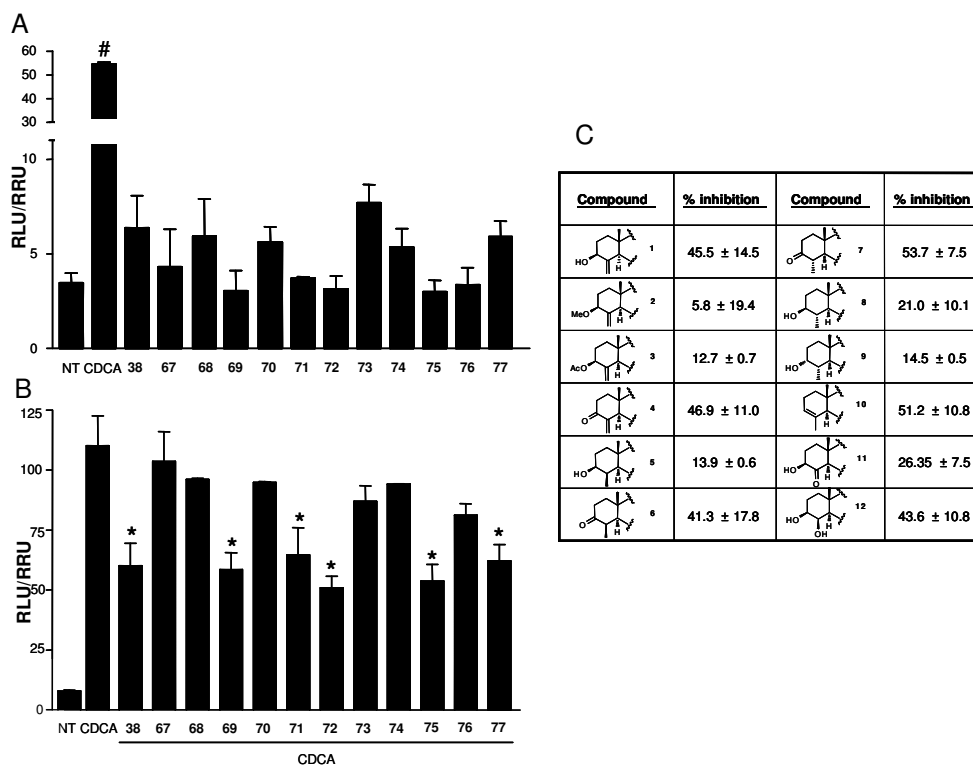 A
#
60
50
40
30
10
5
0
RLU/RRU
NT CDCA 38 67 68 69 70 71 72 73 74 75 76 77
B
125
100
75
50
25
0
RLU/RRU
* * * * * *
NT CDCA 38 67 68 69 70 71 72 73 74 75 76 77
CDCA
C
Compound % inhibition Compound % inhibition
HO H 1 45.5 ± 14.5 O H 7 53.7 ± 7.5
MeO H 2 5.8 ± 19.4 HO H 8 21.0 ± 10.1
AcO H 3 12.7 ± 0.7 HO H 9 14.5 ± 0.5
O H 4 46.9 ± 11.0 H 10 51.2 ± 10.8
HO H 5 13.9 ± 0.6 HO O H 11 26.35 ± 7.5
O H 6 41.3 ± 17.8 HO OH H 12 43.6 ± 10.8